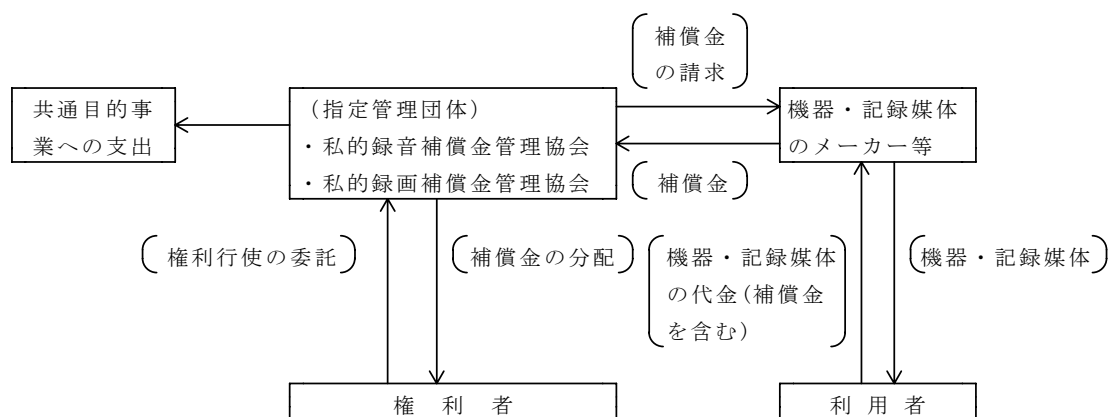 補償金
の請求
共通目的事
業への支出
(指定管理団体)
・私的録音補償金管理協会
・私的録画補償金管理協会
機器・記録媒体
のメーカー等
補償金
権利行使の委託
補償金の分配
機器・記録媒体
の代金(補償金
を含む)
機器・記録媒体
権利者
利用者